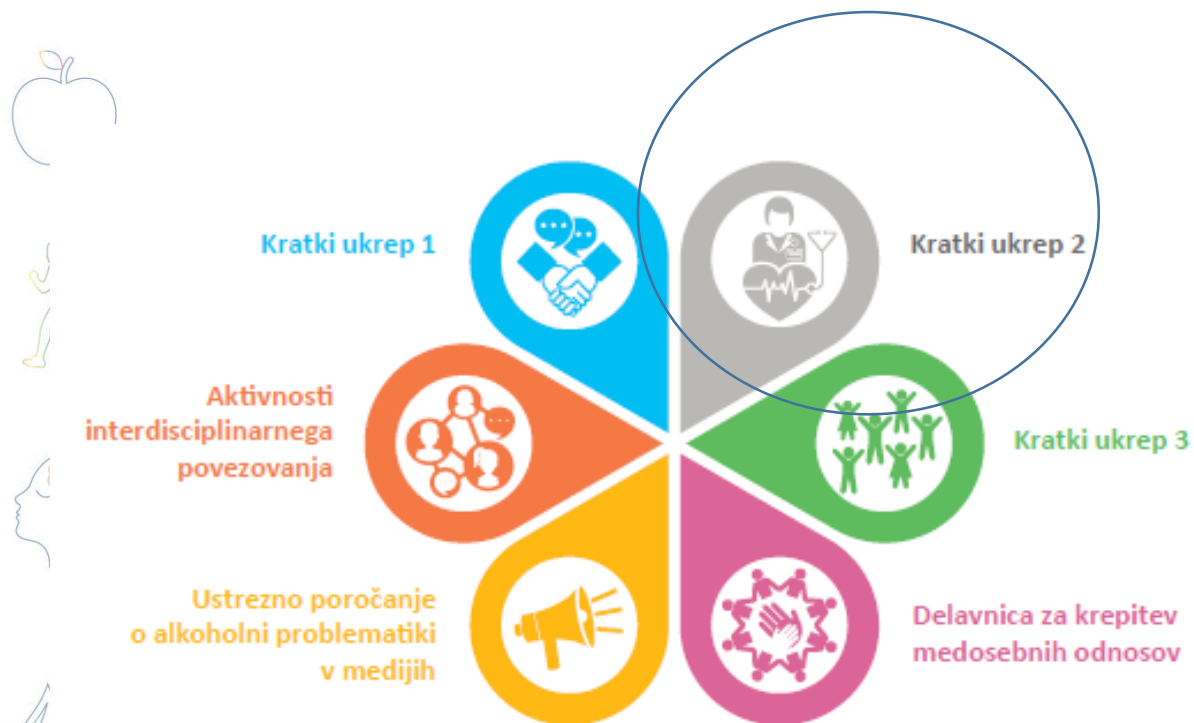 Kratki ukrep 1
Kratki ukrep 2
Aktivnosti
interdisciplinarnega
povezovanja
Kratki ukrep 3
Ustrezno poročanje
o alkoholni problematiki
v medijih
Delavnica za krepitev
medosebnih odnosov